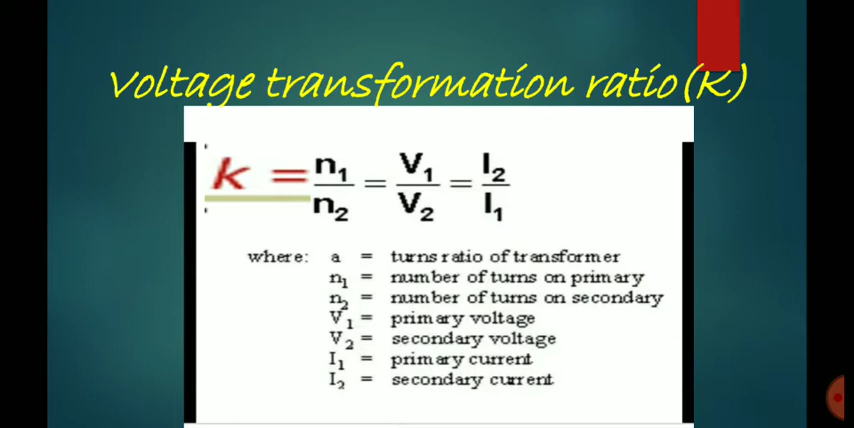 Voltage transformation ratio(K)
k = n₁/n₂ = V₁/V₂ = I₂/I₁
where: a = turns ratio of transformer
n₁ = number of turns on primary
n₂ = number of turns on secondary
V₁ = primary voltage
V₂ = secondary voltage
I₁ = primary current
I₂ = secondary current